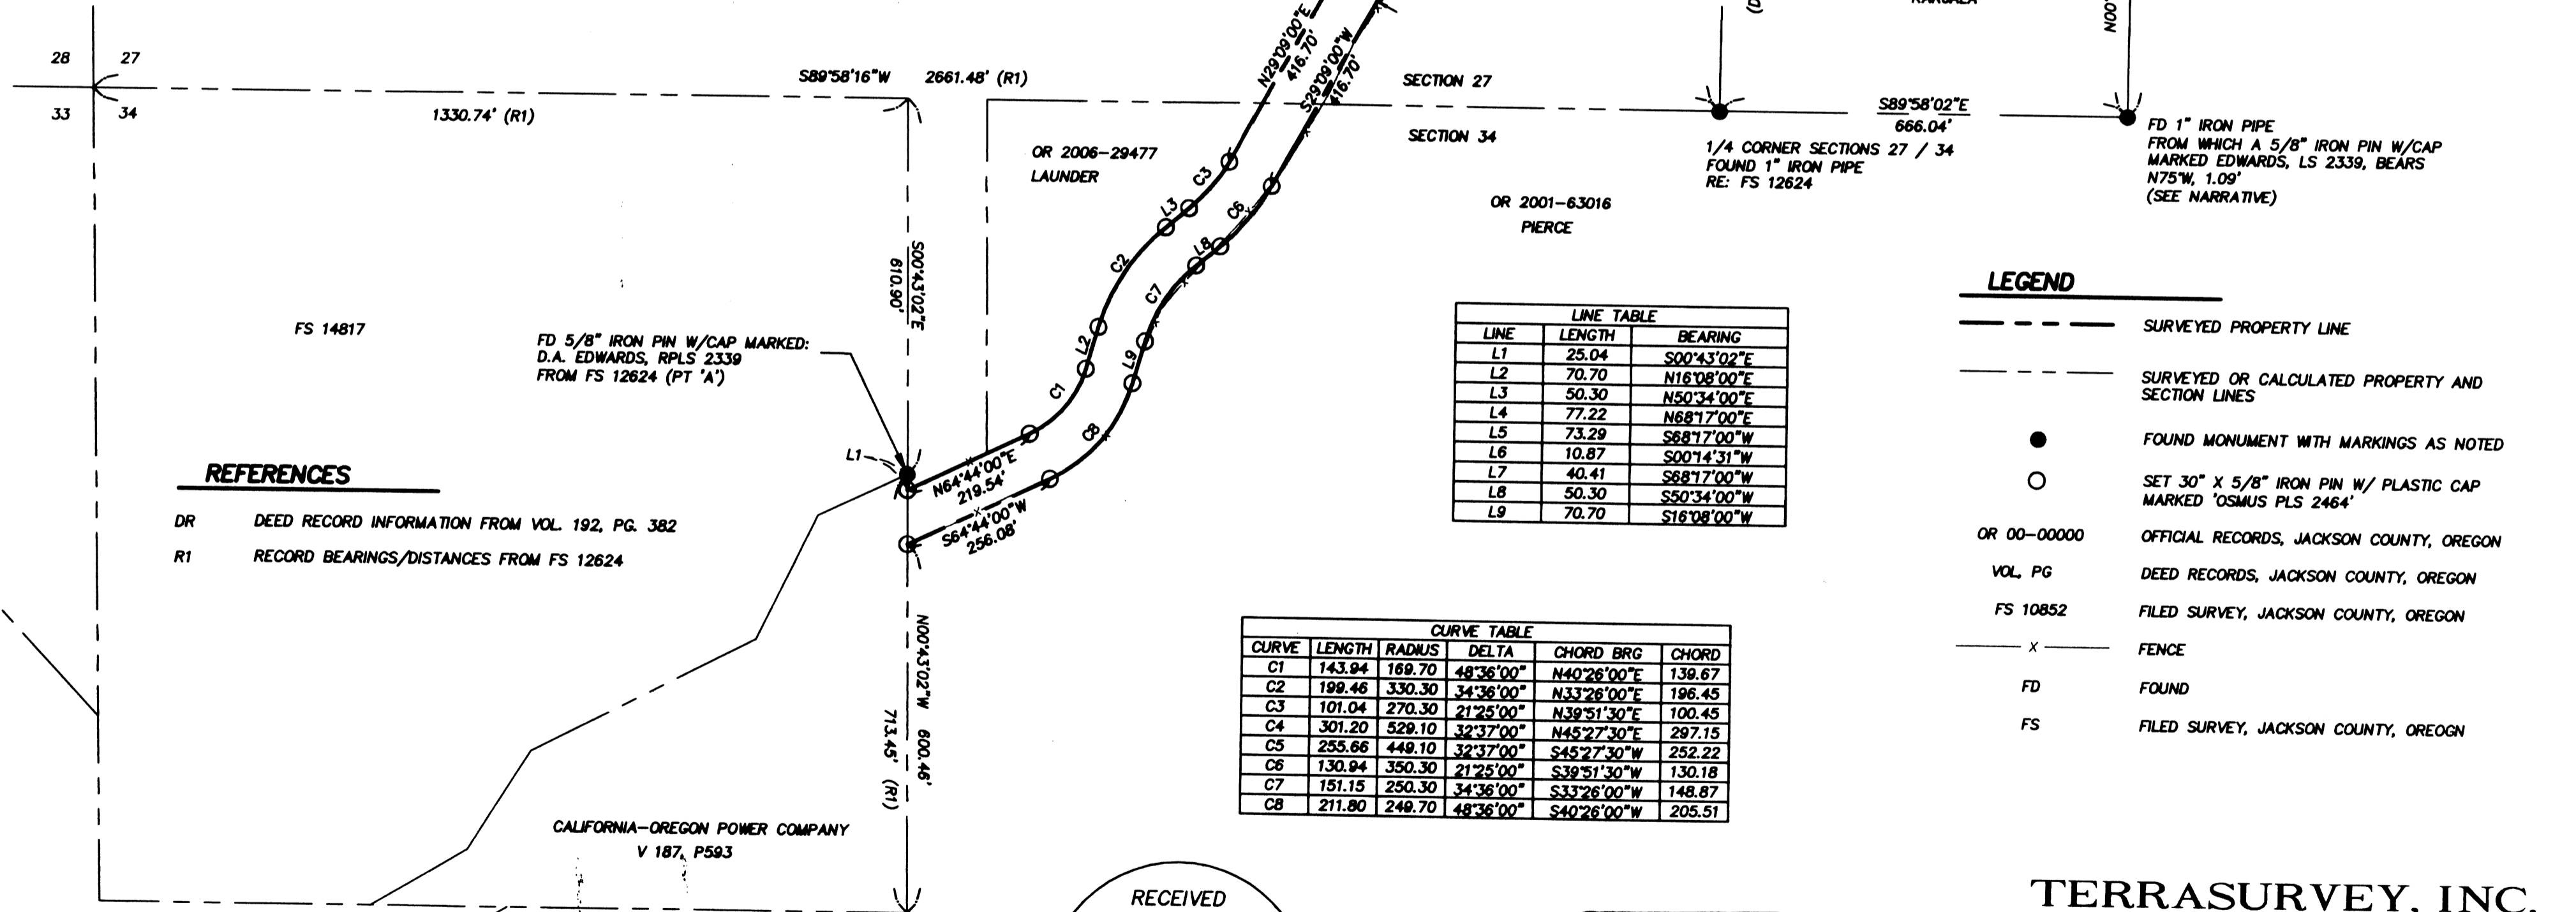 28
27
33
34
S89°58'16"W 2661.48' (R1)
1330.74' (R1)
N29°09'00"E
416.70'
S29°09'00"W
416.70'
SECTION 27
SECTION 34
S89°58'02"E
666.04'
1/4 CORNER SECTIONS 27 / 34
FOUND 1" IRON PIPE
RE: FS 12624
FD 1" IRON PIPE
FROM WHICH A 5/8" IRON PIN W/CAP
MARKED EDWARDS, LS 2339, BEARS
N75°W, 1.09'
(SEE NARRATIVE)
N00°
OR 2006-29477
LAUNDER
OR 2001-63016
PIERCE
C3
L3
C6
L8
C2
C7
L2
L9
C1
C8
S00°43'02"E
610.90'
FS 14817
FD 5/8" IRON PIN W/CAP MARKED:
D.A. EDWARDS, RPLS 2339
FROM FS 12624 (PT 'A')
L1
N64°44'00"E
219.54'
S64°44'00"W
256.08'
N00°43'02"W 600.46'
713.45' (R1)
REFERENCES
DR DEED RECORD INFORMATION FROM VOL. 192, PG. 382
R1 RECORD BEARINGS/DISTANCES FROM FS 12624
CALIFORNIA-OREGON POWER COMPANY
V 187, P593
LINE TABLE
LINE LENGTH BEARING
L1 25.04 S00°43'02"E
L2 70.70 N16°08'00"E
L3 50.30 N50°34'00"E
L4 77.22 N68°17'00"E
L5 73.29 S68°17'00"W
L6 10.87 S00°14'31"W
L7 40.41 S68°17'00"W
L8 50.30 S50°34'00"W
L9 70.70 S16°08'00"W
CURVE TABLE
CURVE LENGTH RADIUS DELTA CHORD BRG CHORD
C1 143.94 169.70 48°36'00" N40°26'00"E 139.67
C2 199.46 330.30 34°36'00" N33°26'00"E 196.45
C3 101.04 270.30 21°25'00" N39°51'30"E 100.45
C4 301.20 529.10 32°37'00" N45°27'30"E 297.15
C5 255.66 449.10 32°37'00" S45°27'30"W 252.22
C6 130.94 350.30 21°25'00" S39°51'30"W 130.18
C7 151.15 250.30 34°36'00" S33°26'00"W 148.87
C8 211.80 249.70 48°36'00" S40°26'00"W 205.51
LEGEND
SURVEYED PROPERTY LINE
SURVEYED OR CALCULATED PROPERTY AND
SECTION LINES
FOUND MONUMENT WITH MARKINGS AS NOTED
SET 30" X 5/8" IRON PIN W/ PLASTIC CAP
MARKED 'OSMUS PLS 2464'
OR 00-00000 OFFICIAL RECORDS, JACKSON COUNTY, OREGON
VOL, PG DEED RECORDS, JACKSON COUNTY, OREGON
FS 10852 FILED SURVEY, JACKSON COUNTY, OREGON
x FENCE
FD FOUND
FS FILED SURVEY, JACKSON COUNTY, OREOGN
RECEIVED
TERRASURVEY, INC.